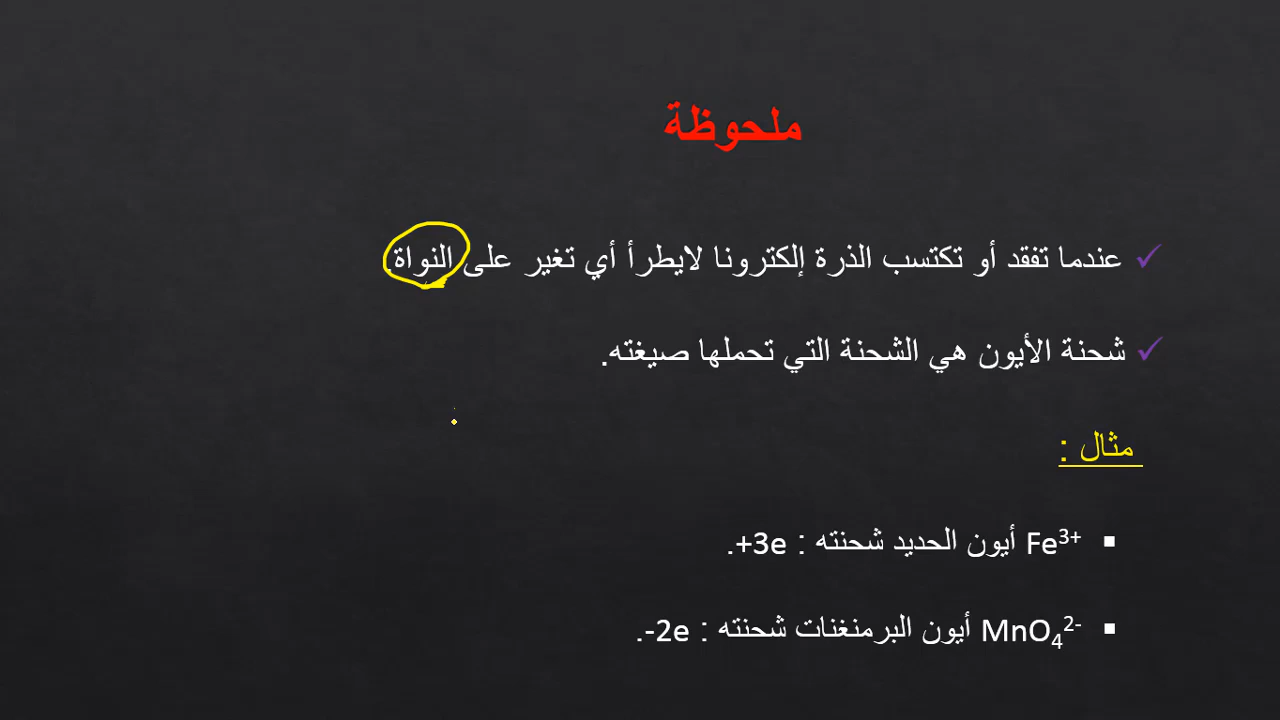 ملحوظة
عندما تفقد أو تكتسب الذرة إلكترونا لايطرأ أي تغير على النواة.
شحنة الأيون هي الشحنة التي تحملها صيغته.
مثال :
Fe³⁺ أيون الحديد شحنته : +3e.
MnO₄²⁻ أيون البرمنغنات شحنته : -2e.